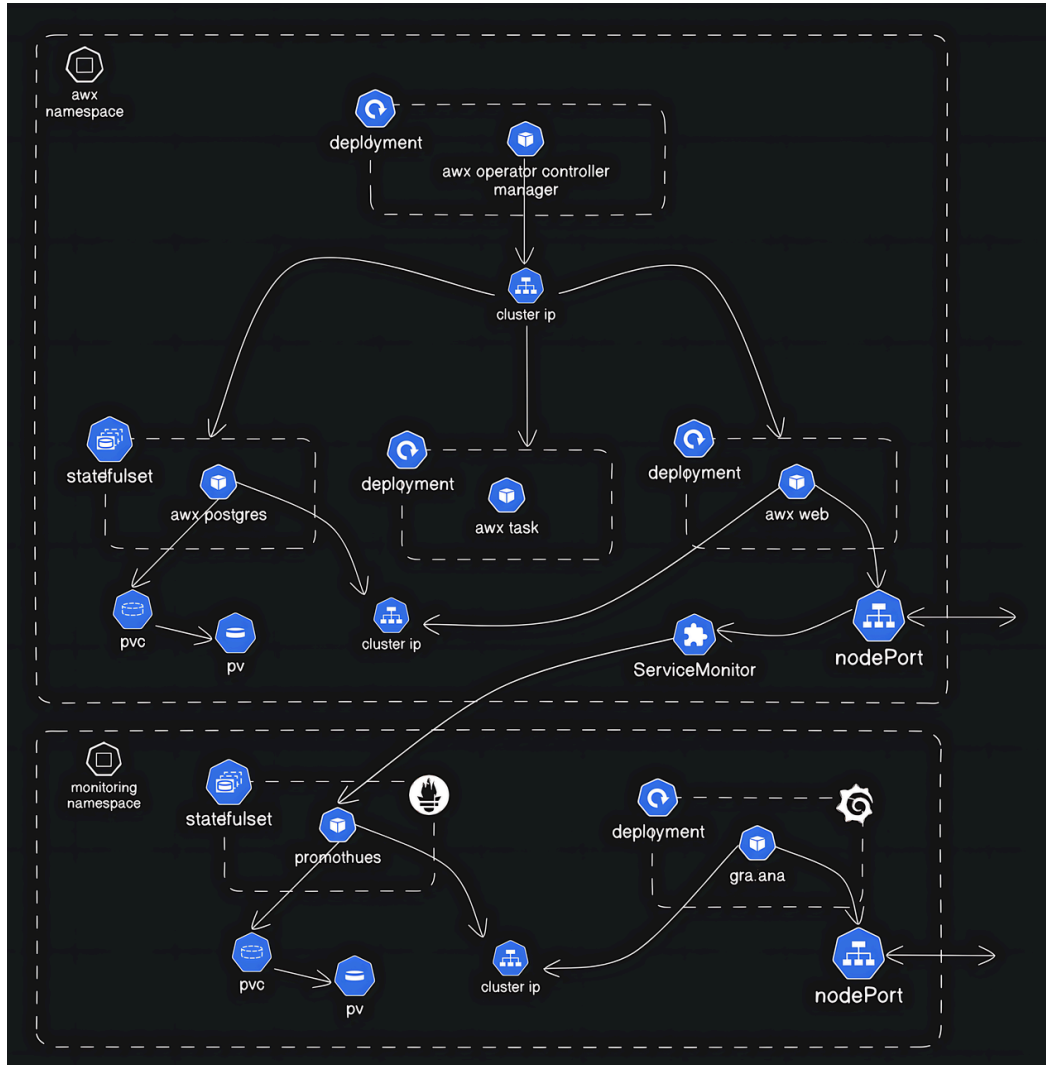 awx
namespace
deployment
awx operator controller
manager
cluster ip
statefulset
awx postgres
deployment
awx task
deployment
awx web
pvc
pv
cluster ip
ServiceMonitor
nodePort
monitoring
namespace
statefulset
promothues
deployment
gra.ana
pvc
pv
cluster ip
nodePort